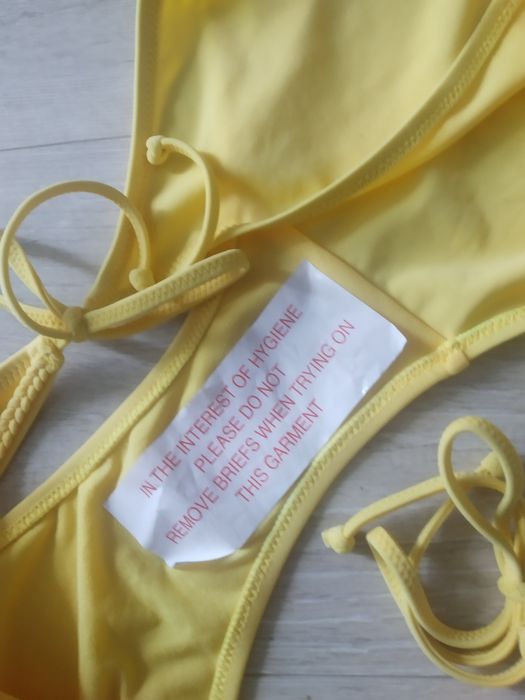 IN THE INTEREST OF HYGIENE
PLEASE DO NOT
REMOVE BRIEFS WHEN TRYING ON
THIS GARMENT